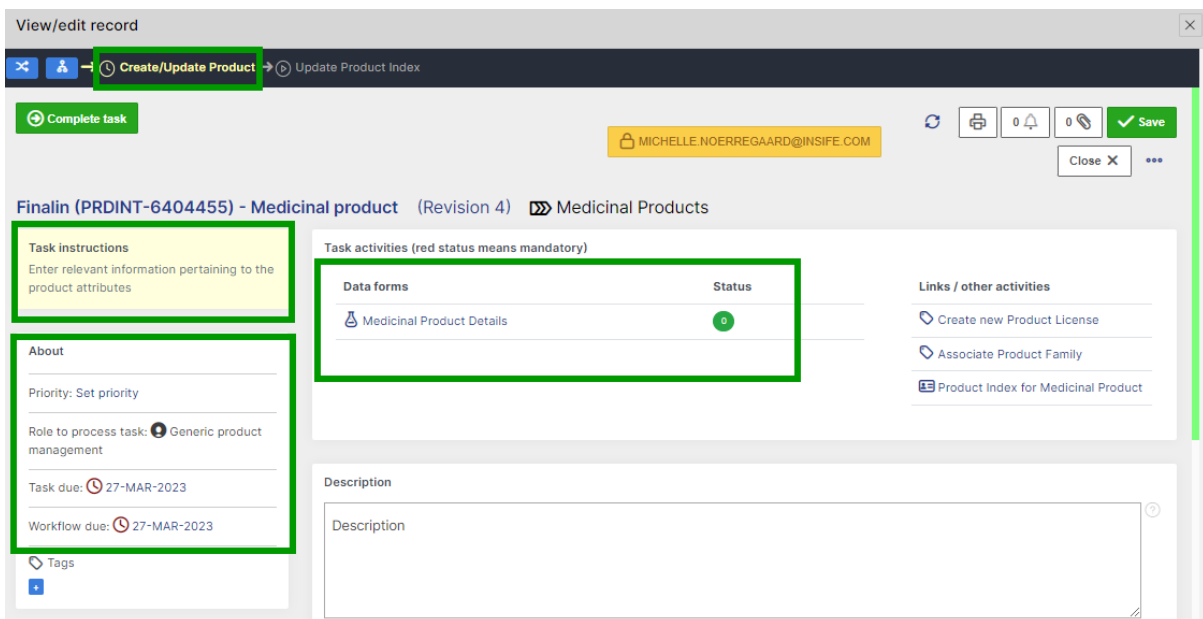 View/edit record
Create/Update Product
Update Product Index
Complete task
MICHELLE.NOERREGAARD@INSIFE.COM
0
0
Save
Close X
Finalin (PRDINT-6404455) - Medicinal product (Revision 4) Medicinal Products
Task instructions
Enter relevant information pertaining to the
product attributes
About
Priority: Set priority
Role to process task: Generic product
management
Task due: 27-MAR-2023
Workflow due: 27-MAR-2023
Tags
+
Task activities (red status means mandatory)
Data forms Status
Medicinal Product Details 0
Links / other activities
Create new Product License
Associate Product Family
Product Index for Medicinal Product
Description
Description
?